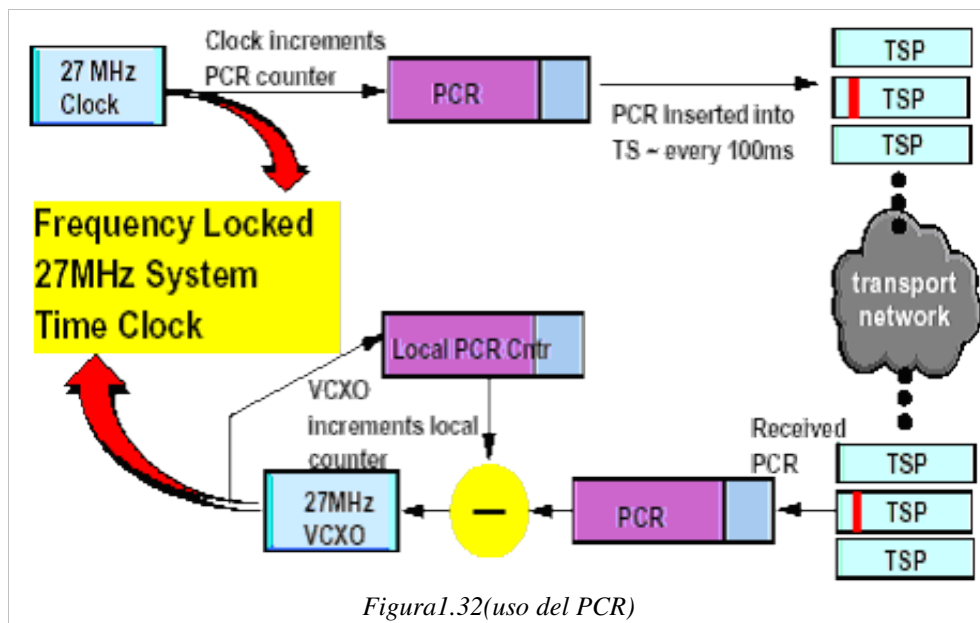 27 MHz
Clock
Clock increments
PCR counter
PCR
PCR Inserted into
TS ~ every 100ms
TSP
TSP
TSP
Frequency Locked
27MHz System
Time Clock
transport
network
Local PCR Cntr
VCXO
increments local
counter
27MHz
VCXO
−
PCR
Received
PCR
TSP
TSP
TSP
Figura1.32(uso del PCR)